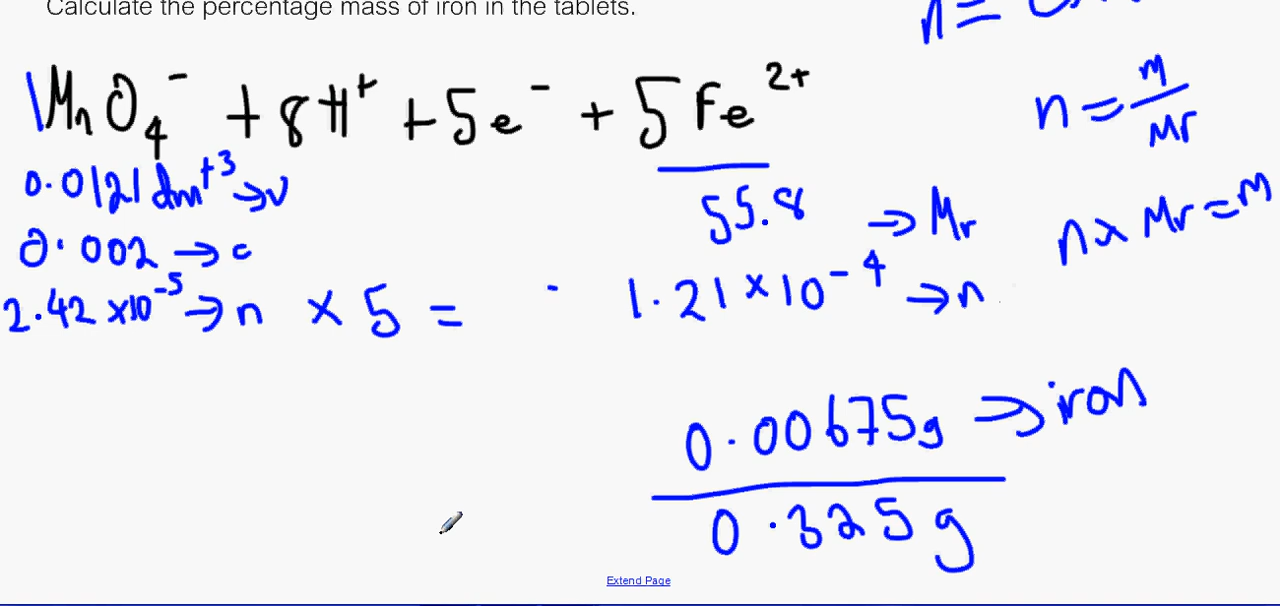 Calculate the percentage mass of iron in the tablets.
n =
MnO₄⁻ + 8H⁺ + 5e⁻ + 5Fe²⁺
n = m/Mr
0.0121 dm⁺³ → v
55.8 ⇒ Mr
n × Mr = m
0.002 → c
2.42 ×10⁻⁵ → n × 5 = 1.21 × 10⁻⁴ → n
0.00675g ⇒ iron
0.325g
Extend Page